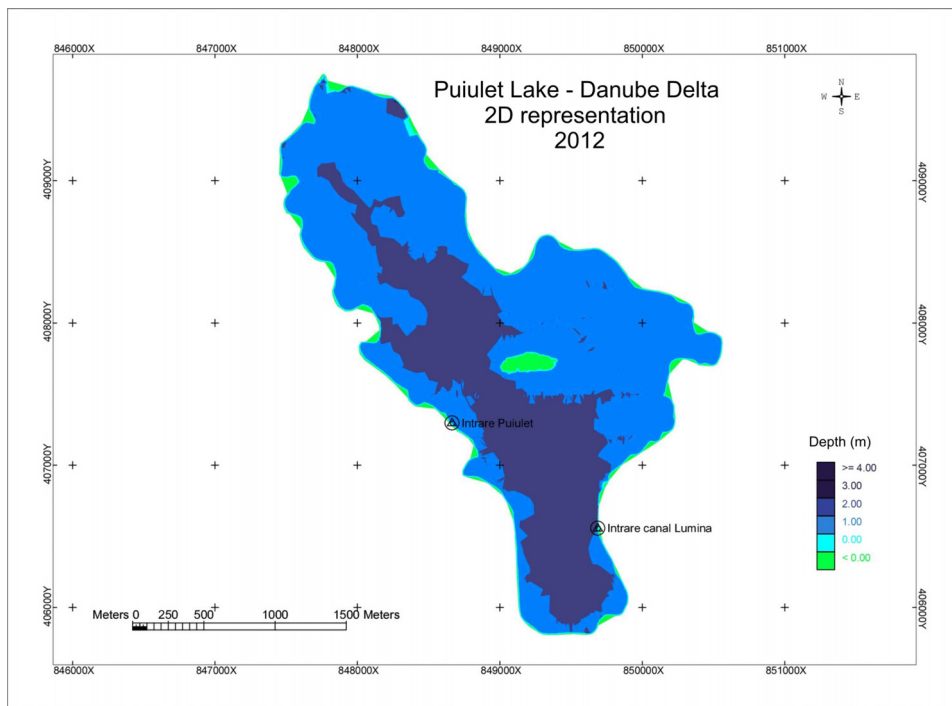 846000X 847000X 848000X 849000X 850000X 851000X
Puiulet Lake - Danube Delta
2D representation
2012
N
W E
S
409000Y 409000Y
408000Y 408000Y
Intrare Puiulet
407000Y 407000Y
Depth (m)
>= 4.00
3.00
2.00
1.00
0.00
< 0.00
Intrare canal Lumina
406000Y 406000Y
Meters 0 250 500 1000 1500 Meters
846000X 847000X 848000X 849000X 850000X 851000X